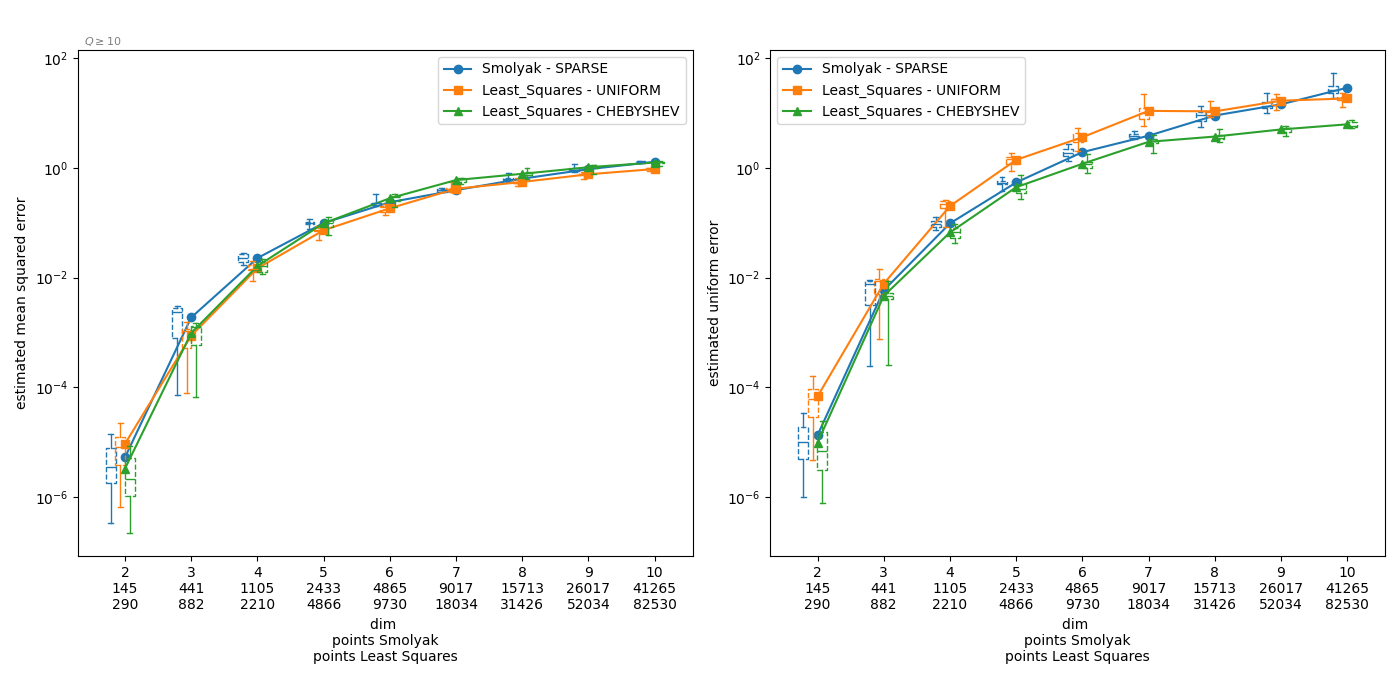 Q ≥ 10
10² 10⁰ 10⁻² 10⁻⁴ 10⁻⁶
estimated mean squared error
Smolyak - SPARSE
Least_Squares - UNIFORM
Least_Squares - CHEBYSHEV
2 3 4 5 6 7 8 9 10
145 441 1105 2433 4865 9017 15713 26017 41265
290 882 2210 4866 9730 18034 31426 52034 82530
dim
points Smolyak
points Least Squares
10² 10⁰ 10⁻² 10⁻⁴ 10⁻⁶
estimated uniform error
Smolyak - SPARSE
Least_Squares - UNIFORM
Least_Squares - CHEBYSHEV
2 3 4 5 6 7 8 9 10
145 441 1105 2433 4865 9017 15713 26017 41265
290 882 2210 4866 9730 18034 31426 52034 82530
dim
points Smolyak
points Least Squares